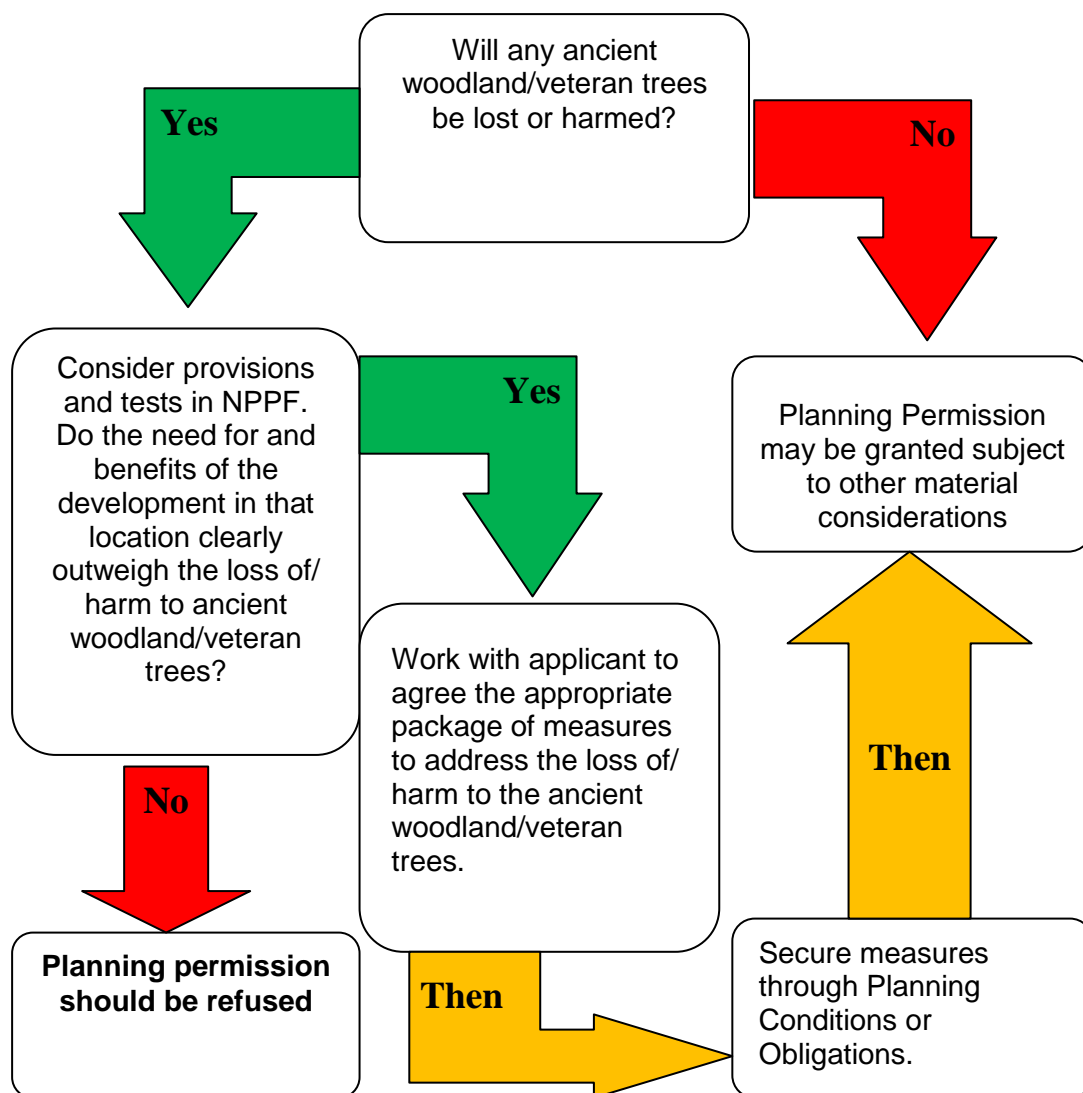 Will any ancient
woodland/veteran trees
be lost or harmed?
Yes
No
Consider provisions
and tests in NPPF.
Do the need for and
benefits of the
development in that
location clearly
outweigh the loss of/
harm to ancient
woodland/veteran
trees?
Yes
Planning Permission
may be granted subject
to other material
considerations
Work with applicant to
agree the appropriate
package of measures
to address the loss of/
harm to the ancient
woodland/veteran
trees.
Then
No
Planning permission
should be refused
Then
Secure measures
through Planning
Conditions or
Obligations.